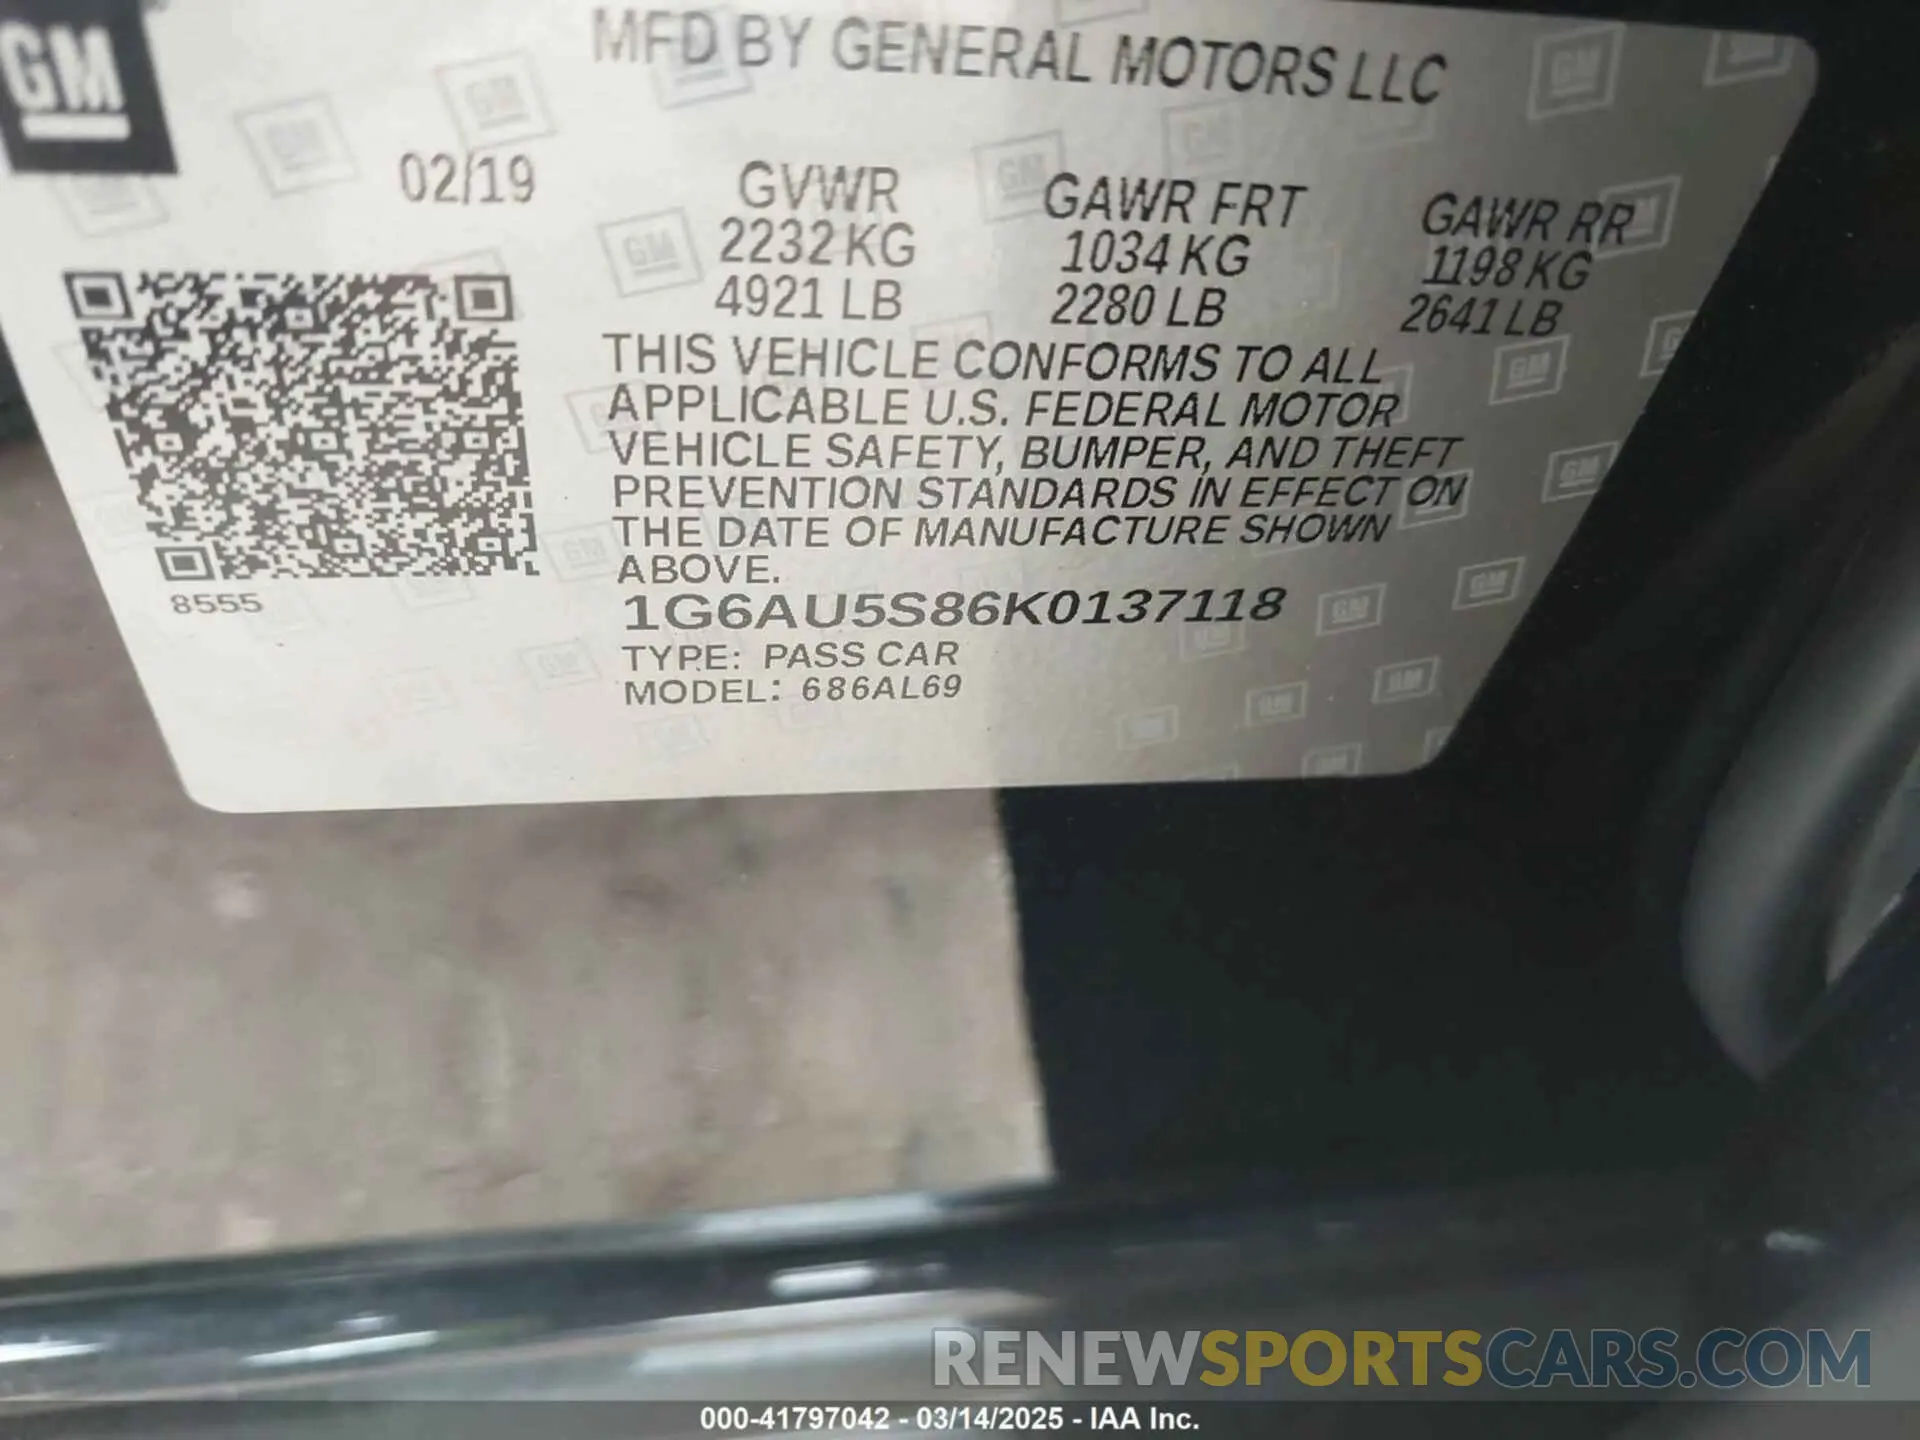 GM
MFD BY GENERAL MOTORS LLC
02/19
GVWR GAWR FRT GAWR RR
2232 KG 1034 KG 1198 KG
4921 LB 2280 LB 2641 LB
THIS VEHICLE CONFORMS TO ALL
APPLICABLE U.S. FEDERAL MOTOR
VEHICLE SAFETY, BUMPER, AND THEFT
PREVENTION STANDARDS IN EFFECT ON
THE DATE OF MANUFACTURE SHOWN
ABOVE.
8555
1G6AU5S86K0137118
TYPE: PASS CAR
MODEL: 686AL69
RENEWSPORTSCARS.COM
000-41797042 - 03/14/2025 - IAA Inc.